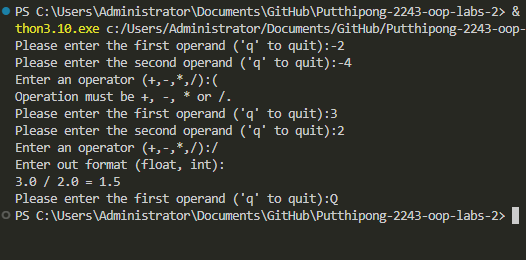 PS C:\Users\Administrator\Documents\GitHub\Putthipong-2243-oop-labs-2> &
thon3.10.exe c:/Users/Administrator/Documents/GitHub/Putthipong-2243-oop-
Please enter the first operand ('q' to quit):-2
Please enter the second operand ('q' to quit):-4
Enter an operator (+,-,*,/):(
Operation must be +, -, * or /.
Please enter the first operand ('q' to quit):3
Please enter the second operand ('q' to quit):2
Enter an operator (+,-,*,/):/
Enter out format (float, int):
3.0 / 2.0 = 1.5
Please enter the first operand ('q' to quit):Q
PS C:\Users\Administrator\Documents\GitHub\Putthipong-2243-oop-labs-2>